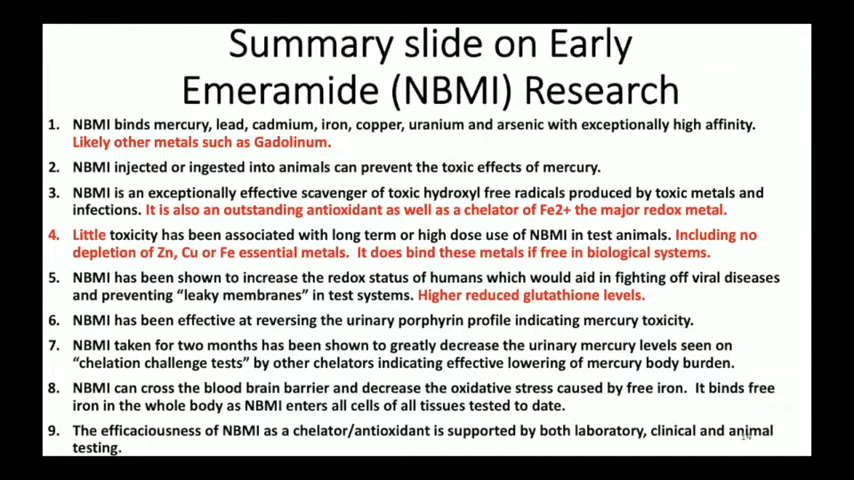 Summary slide on Early
Emeramide (NBMI) Research
1. NBMI binds mercury, lead, cadmium, iron, copper, uranium and arsenic with exceptionally high affinity.
Likely other metals such as Gadolinum.
2. NBMI injected or ingested into animals can prevent the toxic effects of mercury.
3. NBMI is an exceptionally effective scavenger of toxic hydroxyl free radicals produced by toxic metals and
infections. It is also an outstanding antioxidant as well as a chelator of Fe2+ the major redox metal.
4. Little toxicity has been associated with long term or high dose use of NBMI in test animals. Including no
depletion of Zn, Cu or Fe essential metals. It does bind these metals if free in biological systems.
5. NBMI has been shown to increase the redox status of humans which would aid in fighting off viral diseases
and preventing “leaky membranes” in test systems. Higher reduced glutathione levels.
6. NBMI has been effective at reversing the urinary porphyrin profile indicating mercury toxicity.
7. NBMI taken for two months has been shown to greatly decrease the urinary mercury levels seen on
“chelation challenge tests” by other chelators indicating effective lowering of mercury body burden.
8. NBMI can cross the blood brain barrier and decrease the oxidative stress caused by free iron. It binds free
iron in the whole body as NBMI enters all cells of all tissues tested to date.
9. The efficaciousness of NBMI as a chelator/antioxidant is supported by both laboratory, clinical and animal
testing.
14